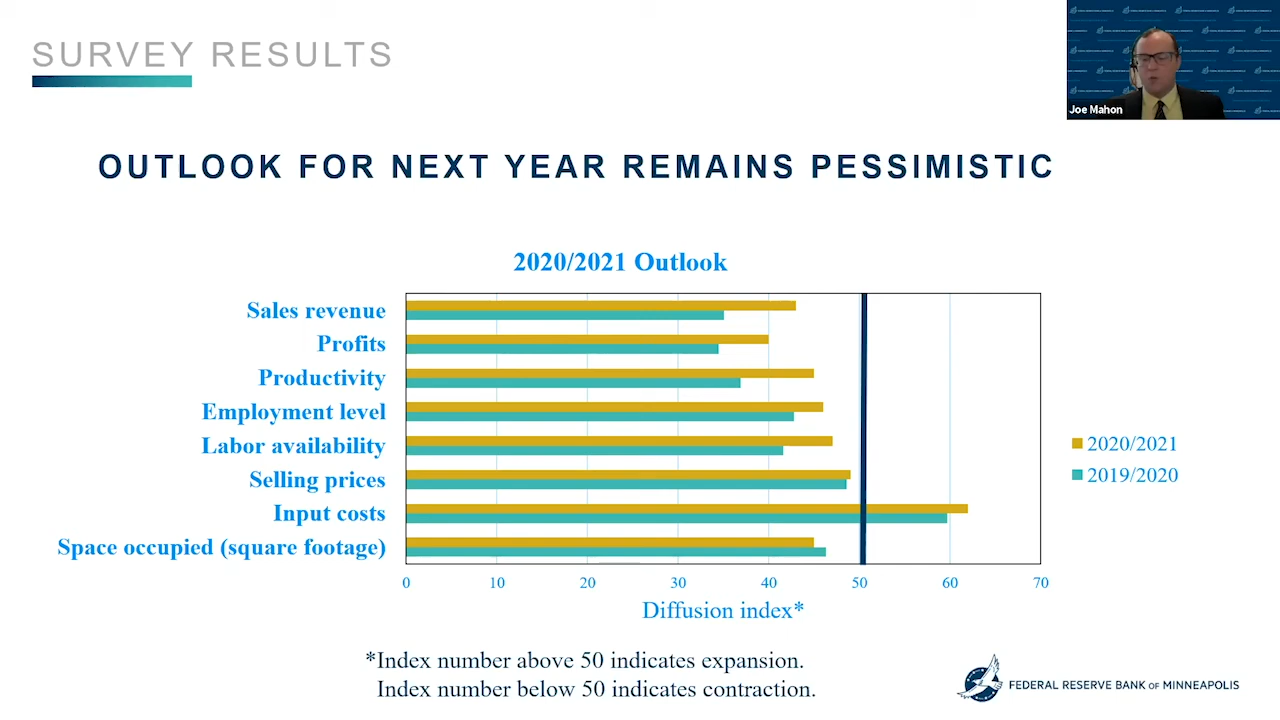 SURVEY RESULTS
Joe Mahon
OUTLOOK FOR NEXT YEAR REMAINS PESSIMISTIC
2020/2021 Outlook
Sales revenue
Profits
Productivity
Employment level
Labor availability
Selling prices
Input costs
Space occupied (square footage)
2020/2021
2019/2020
0 10 20 30 40 50 60 70
Diffusion index*
*Index number above 50 indicates expansion.
Index number below 50 indicates contraction.
FEDERAL RESERVE BANK OF MINNEAPOLIS